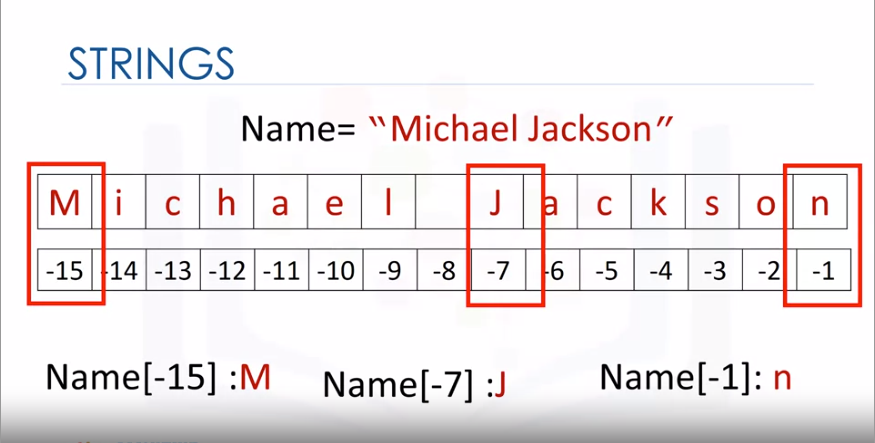 STRINGS
Name= “Michael Jackson”
M i c h a e l J a c k s o n
-15 -14 -13 -12 -11 -10 -9 -8 -7 -6 -5 -4 -3 -2 -1
Name[-15] :M Name[-7] :J Name[-1]: n